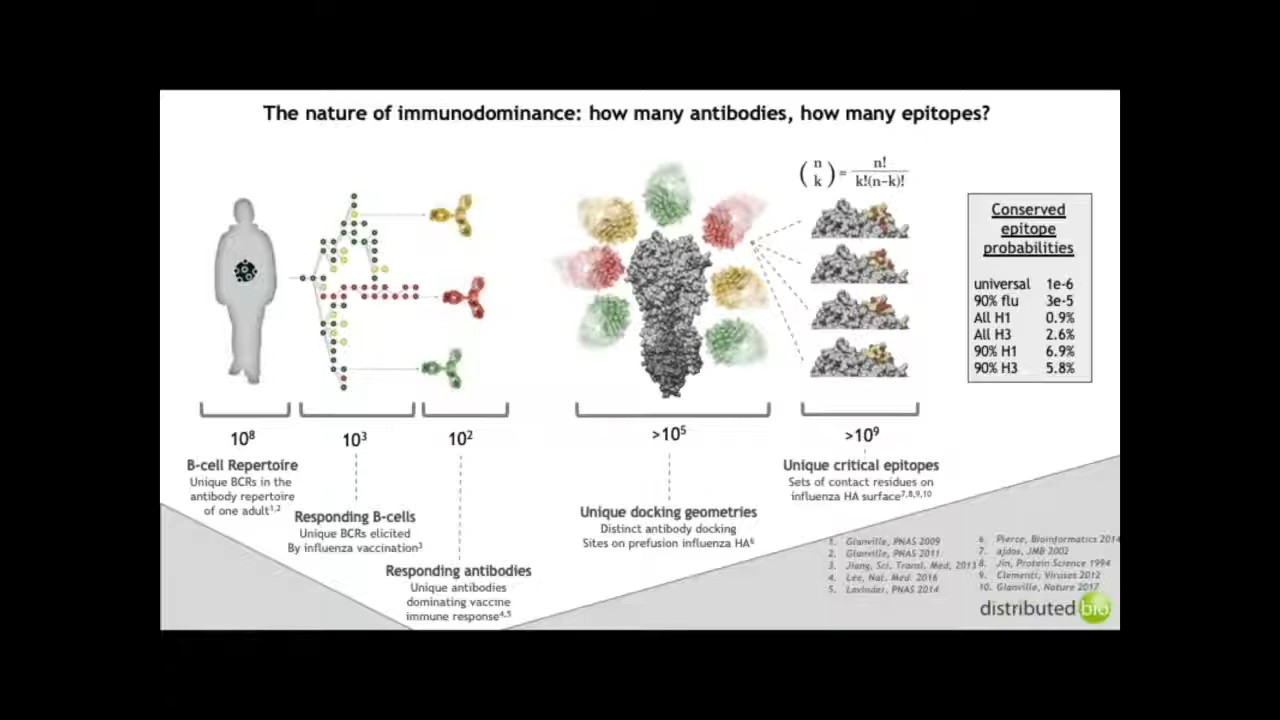 The nature of immunodominance: how many antibodies, how many epitopes?
( n k ) = n! / k!(n-k)!
Conserved
epitope
probabilities
universal 1e-6
90% flu 3e-5
All H1 0.9%
All H3 2.6%
90% H1 6.9%
90% H3 5.8%
10⁸
B-cell Repertoire
Unique BCRs in the
antibody repertoire
of one adult¹,²
10³
Responding B-cells
Unique BCRs elicited
By influenza vaccination³
10²
Responding antibodies
Unique antibodies
dominating vaccine
immune response⁴,⁵
>10⁵
Unique docking geometries
Distinct antibody docking
Sites on prefusion influenza HA⁶
>10⁹
Unique critical epitopes
Sets of contact residues on
influenza HA surface⁷,⁸,⁹,¹⁰
1. Glanville, PNAS 2009
2. Glanville, PNAS 2011
3. Jiang, Sci. Transl. Med. 2013
4. Lee, Nat. Med. 2016
5. Lavinder, PNAS 2014
6 Pierce, Bioinformatics 2014
7. ajdos, JMB 2002
8. Jin, Protein Science 1994
9. Clementi, Viruses 2012
10. Glanville, Nature 2017
distributed bio